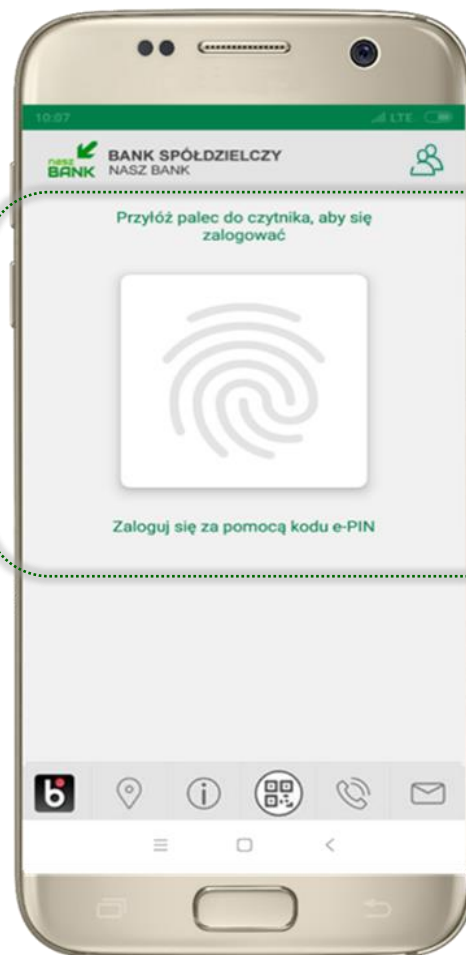 10:07
LTE
nasz
BANK
BANK SPÓŁDZIELCZY
NASZ BANK
Przyłóż palec do czytnika, aby się
zalogować
Zaloguj się za pomocą kodu e-PIN